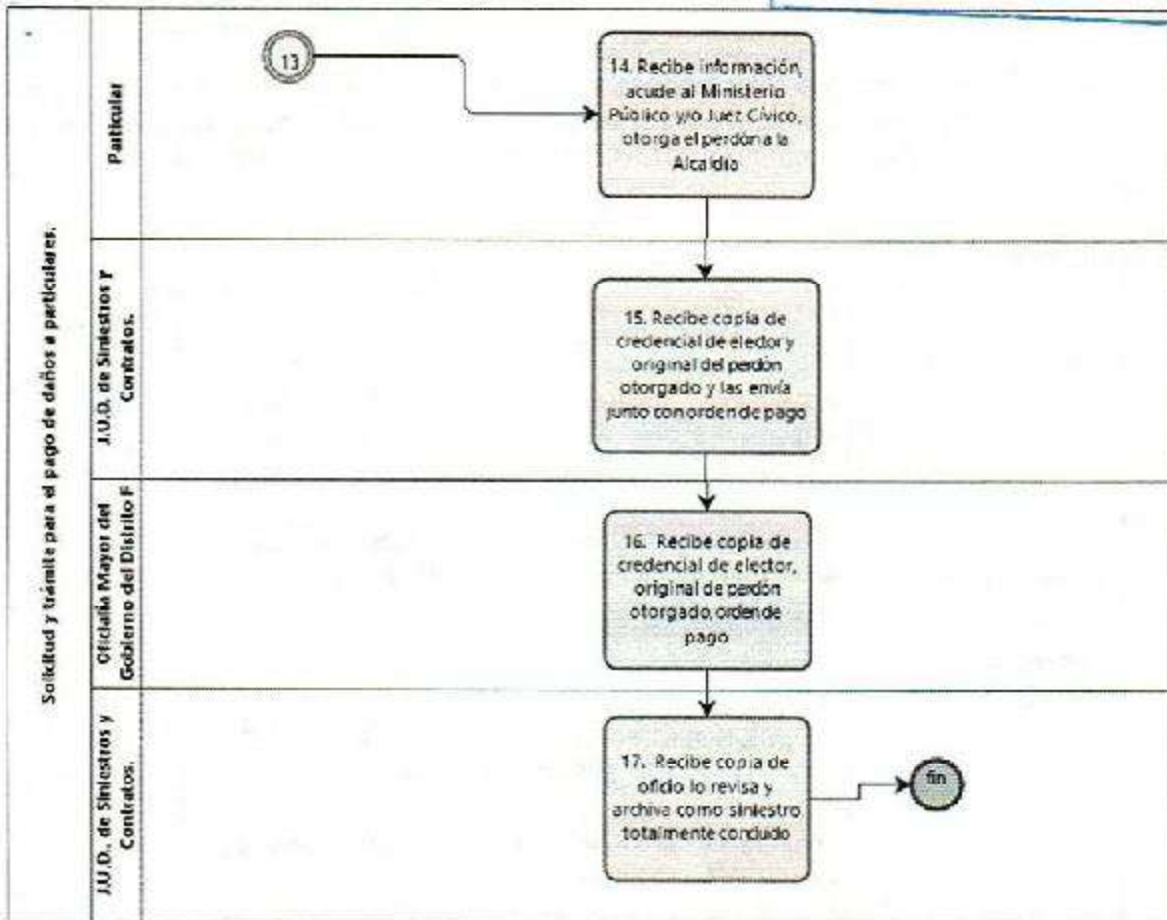 Solicitud y trámite para el pago de daños a particulares.
Particular
13
14. Recibe información,
acude al Ministerio
Público y/o Juez Cívico,
otorga el perdón a la
Alcaldía
J.U.D. de Siniestros y
Contratos.
15. Recibe copia de
credencial de elector y
original del perdón
otorgado y las envía
junto con orden de pago
Oficialía Mayor del
Gobierno del Distrito F
16. Recibe copia de
credencial de elector,
original de perdón
otorgado, orden de
pago
J.U.D.. de Siniestros y
Contratos.
17. Recibe copia de
oficio lo revisa y
archiva como siniestro
totalmente concluido
fin